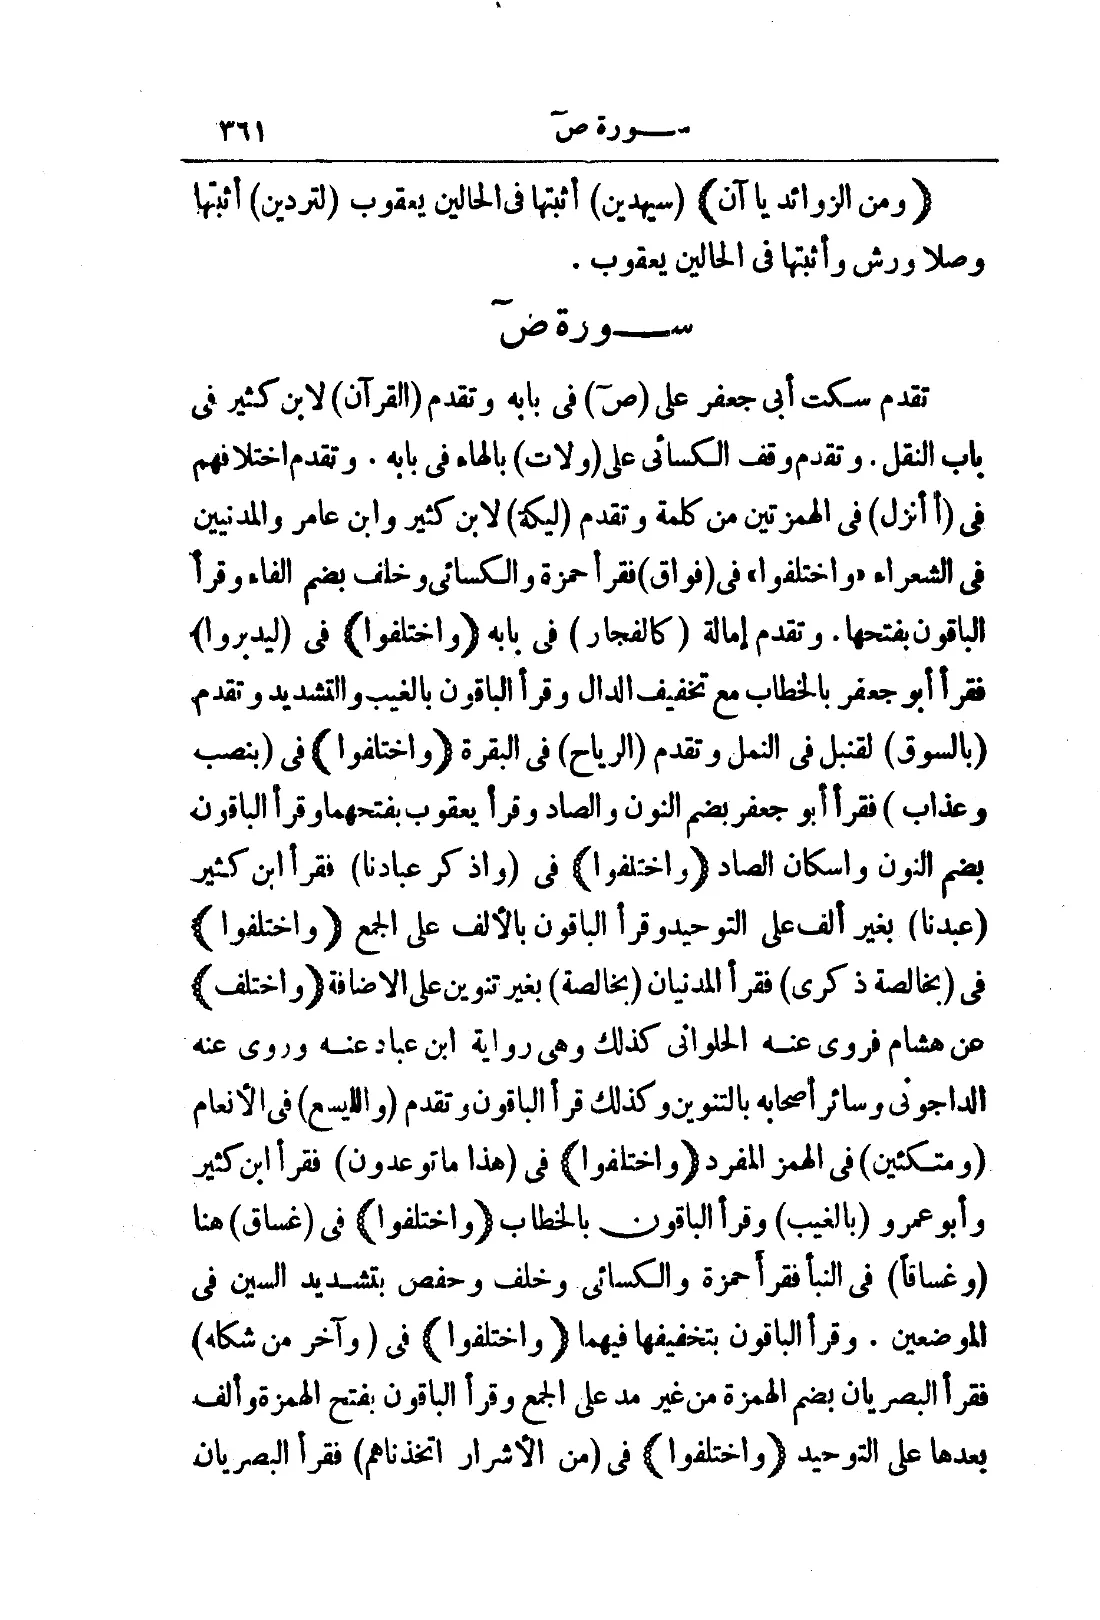 سورة صٓ ٣٦١
﴿ومن الزوائد ياآن﴾ (سيهدين) أثبتها فى الحالين يعقوب (لتردين) أثبتها
وصلا ورش وأثبتها فى الحالين يعقوب .
سورة صٓ
تقدم سكت أبى جعفر على (صٓ) فى بابه وتقدم (القرآن) لابن كثير فى
باب النقل . وتقدم وقف الكسائى على (ولات) بالهاء فى بابه . وتقدم اختلافهم
فى (أأنزل) فى الهمزتين من كلمة وتقدم (ليكة) لابن كثير وابن عامر والمدنيين
فى الشعراء «واختلفوا» فى (فواق) فقرأ حمزة والكسائى وخلف بضم الفاء وقرأ
الباقون بفتحها . وتقدم إمالة (كالفجار) فى بابه ﴿واختلفوا﴾ فى (ليدبروا)
فقرأ أبو جعفر بالخطاب مع تخفيف الدال وقرأ الباقون بالغيب والتشديد وتقدم
(بالسوق) لقنبل فى النمل وتقدم (الرياح) فى البقرة ﴿واختلفوا﴾ فى (بنصب
وعذاب) فقرأ أبو جعفر بضم النون والصاد وقرأ يعقوب بفتحهما وقرأ الباقون
بضم النون واسكان الصاد ﴿واختلفوا﴾ فى (واذكر عبادنا) فقرأ ابن كثير
(عبدنا) بغير ألف على التوحيد وقرأ الباقون بالألف على الجمع ﴿واختلفوا﴾
فى (بخالصة ذكرى) فقرأ المدنيان (بخالصة) بغير تنوين على الاضافة ﴿واختلف﴾
عن هشام فروى عنه الحلوانى كذلك وهى رواية ابن عباد عنه وروى عنه
الداجونى وسائر أصحابه بالتنوين وكذلك قرأ الباقون وتقدم (والليسع) فى الأنعام
(ومتكئين) فى الهمز المفرد ﴿واختلفوا﴾ فى (هذا ماتوعدون) فقرأ ابن كثير
وأبو عمرو (بالغيب) وقرأ الباقون بالخطاب ﴿واختلفوا﴾ فى (غساق) هنا
(وغساقاً) فى النبأ فقرأ حمزة والكسائى وخلف وحفص بتشديد السين فى
الموضعين . وقرأ الباقون بتخفيفها فيهما ﴿واختلفوا﴾ فى (وآخر من شكله)
فقرأ البصريان بضم الهمزة من غير مد على الجمع وقرأ الباقون بفتح الهمزة وألف
بعدها على التوحيد ﴿واختلفوا﴾ فى (من الأشرار اتخذناهم) فقرأ البصريان